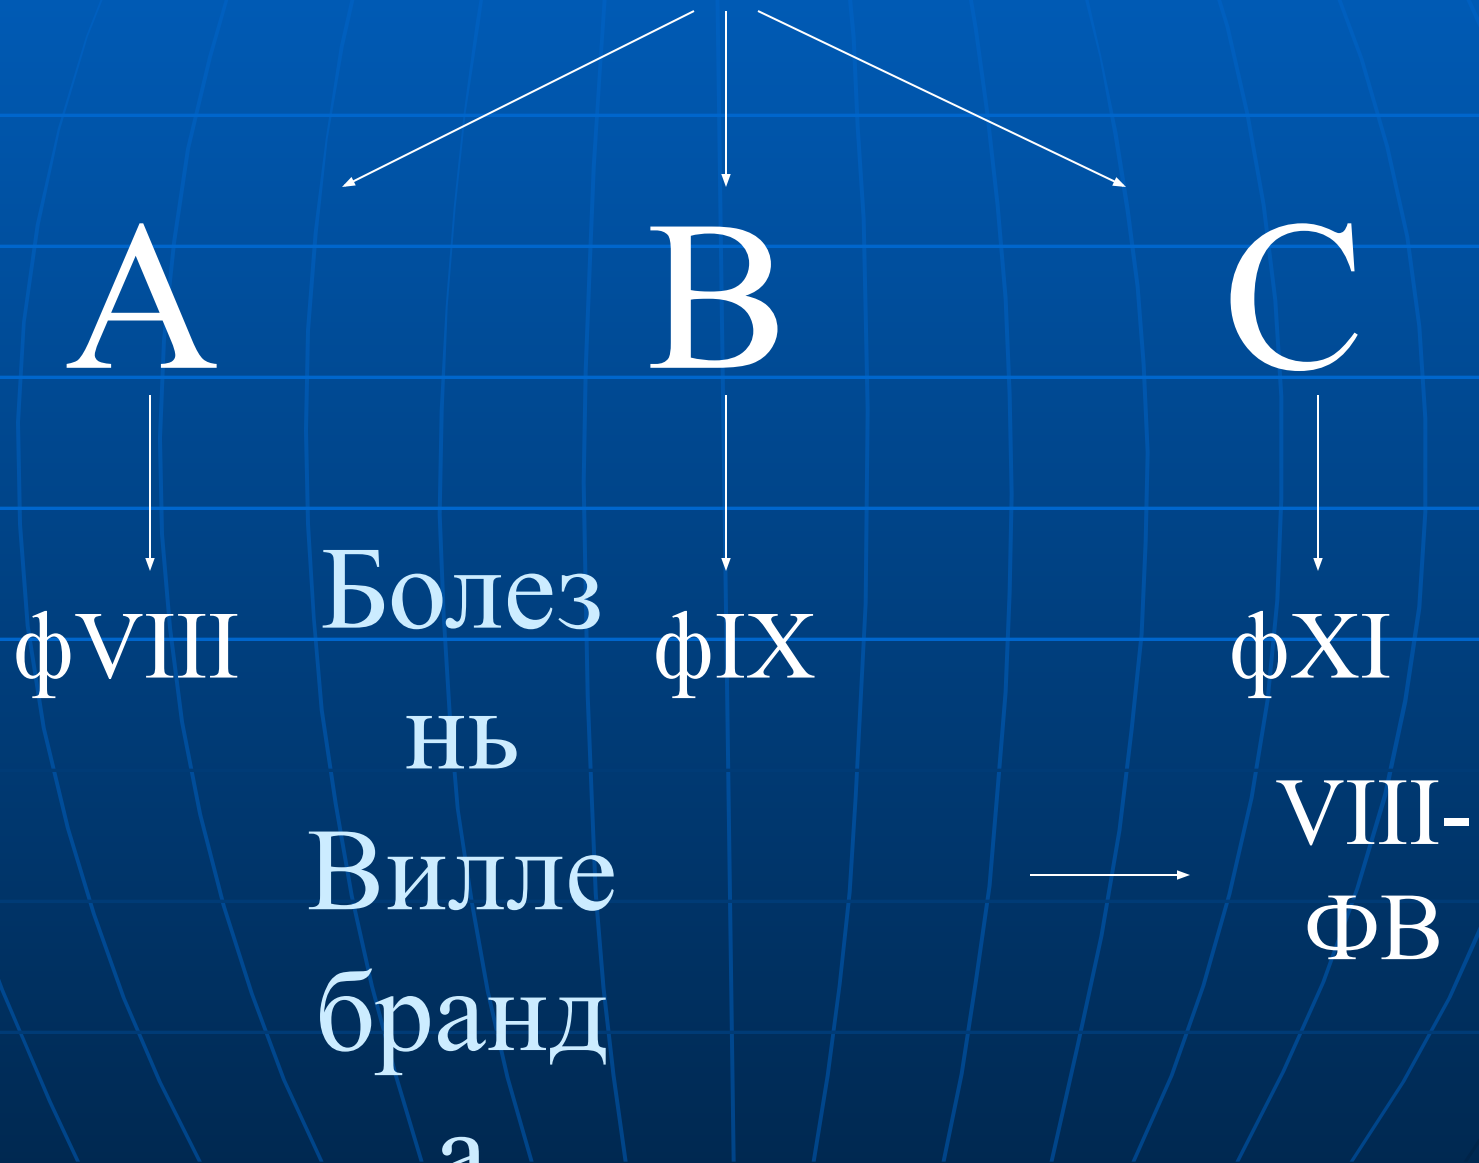 А В С
фVIII фIX фXI
Болез
нь
Вилле
бранд
а
VIII-
ФВ